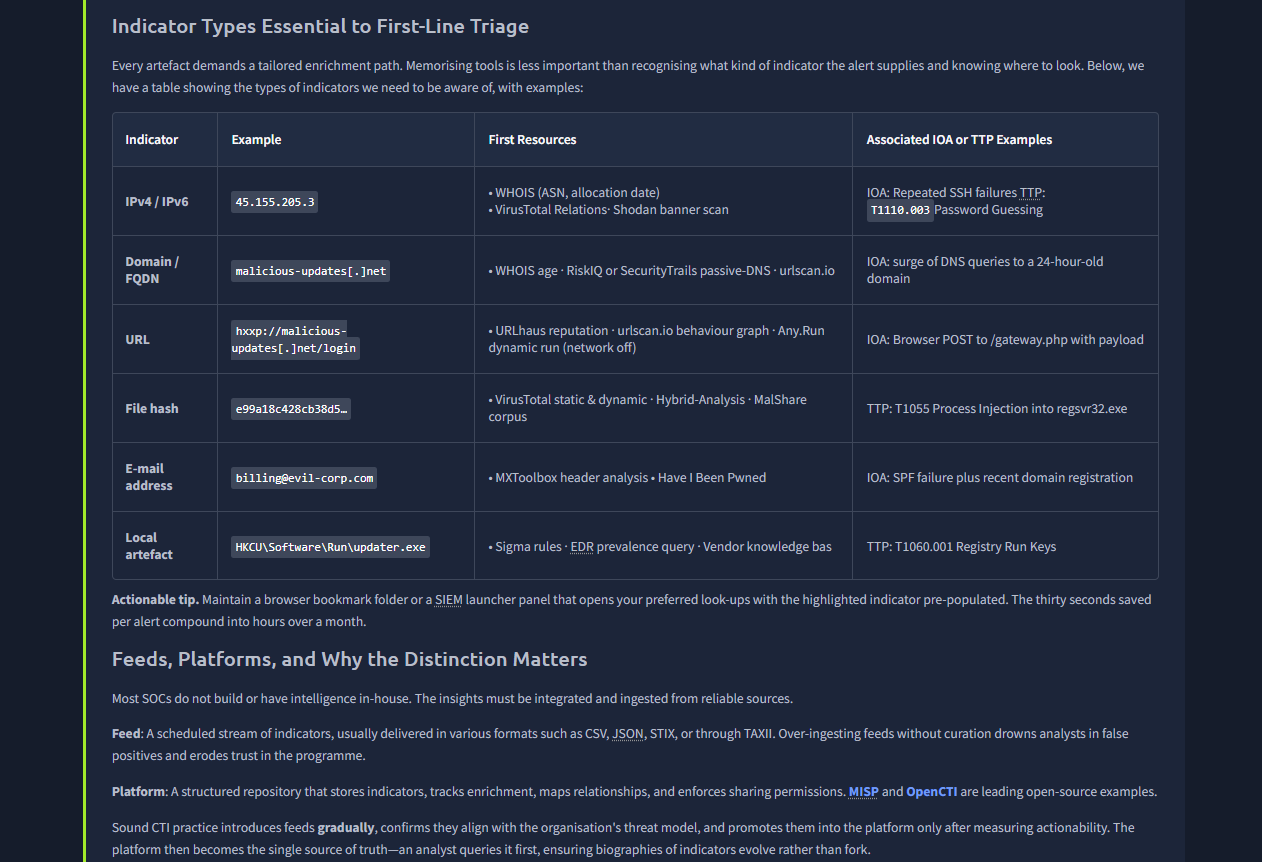 Indicator Types Essential to First-Line Triage
Every artefact demands a tailored enrichment path. Memorising tools is less important than recognising what kind of indicator the alert supplies and knowing where to look. Below, we
have a table showing the types of indicators we need to be aware of, with examples:
Indicator Example First Resources Associated IOA or TTP Examples
IPv4 / IPv6
45.155.205.3
• WHOIS (ASN, allocation date)
• VirusTotal Relations· Shodan banner scan
IOA: Repeated SSH failures TTP:
T1110.003 Password Guessing
Domain /
FQDN
malicious-updates[.]net
• WHOIS age · RiskIQ or SecurityTrails passive-DNS · urlscan.io
IOA: surge of DNS queries to a 24-hour-old
domain
URL
hxxp://malicious-
updates[.]net/login
• URLhaus reputation · urlscan.io behaviour graph · Any.Run
dynamic run (network off)
IOA: Browser POST to /gateway.php with payload
File hash
e99a18c428cb38d5…
• VirusTotal static & dynamic · Hybrid-Analysis · MalShare
corpus
TTP: T1055 Process Injection into regsvr32.exe
E-mail
address
billing@evil-corp.com
• MXToolbox header analysis • Have I Been Pwned
IOA: SPF failure plus recent domain registration
Local
artefact
HKCU\Software\Run\updater.exe
• Sigma rules · EDR prevalence query · Vendor knowledge bas
TTP: T1060.001 Registry Run Keys
Actionable tip. Maintain a browser bookmark folder or a SIEM launcher panel that opens your preferred look-ups with the highlighted indicator pre-populated. The thirty seconds saved
per alert compound into hours over a month.
Feeds, Platforms, and Why the Distinction Matters
Most SOCs do not build or have intelligence in-house. The insights must be integrated and ingested from reliable sources.
Feed: A scheduled stream of indicators, usually delivered in various formats such as CSV, JSON, STIX, or through TAXII. Over-ingesting feeds without curation drowns analysts in false
positives and erodes trust in the programme.
Platform: A structured repository that stores indicators, tracks enrichment, maps relationships, and enforces sharing permissions. MISP and OpenCTI are leading open-source examples.
Sound CTI practice introduces feeds gradually, confirms they align with the organisation's threat model, and promotes them into the platform only after measuring actionability. The
platform then becomes the single source of truth—an analyst queries it first, ensuring biographies of indicators evolve rather than fork.